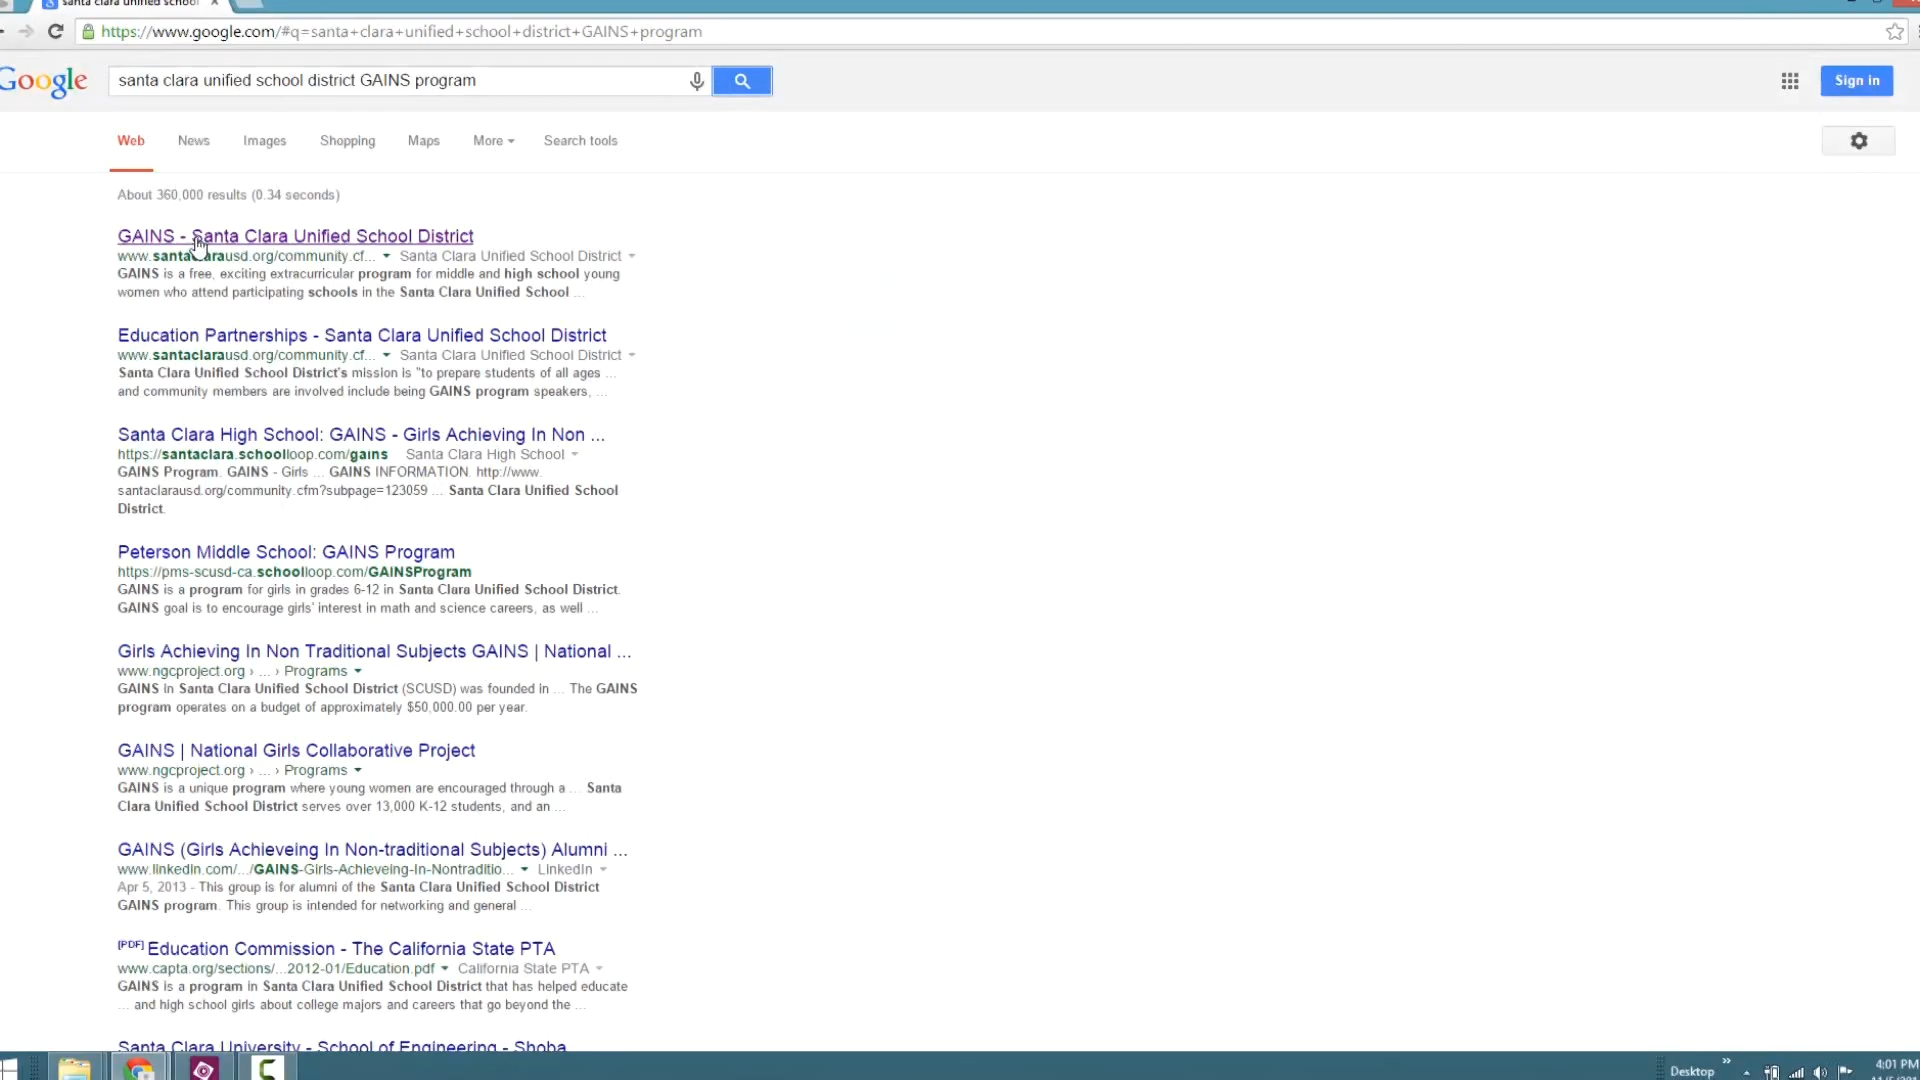 santa clara unified school
https://www.google.com/#q=santa+clara+unified+school+district+GAINS+program
Google santa clara unified school district GAINS program Sign in
Web News Images Shopping Maps More Search tools
About 360,000 results (0.34 seconds)
GAINS - Santa Clara Unified School District
www.santaclarausd.org/community.cf... Santa Clara Unified School District
GAINS is a free, exciting extracurricular program for middle and high school young
women who attend participating schools in the Santa Clara Unified School ...
Education Partnerships - Santa Clara Unified School District
www.santaclarausd.org/community.cf... Santa Clara Unified School District
Santa Clara Unified School District's mission is "to prepare students of all ages ...
and community members are involved include being GAINS program speakers, ...
Santa Clara High School: GAINS - Girls Achieving In Non ...
https://santaclara.schoolloop.com/gains Santa Clara High School
GAINS Program. GAINS - Girls ... GAINS INFORMATION. http://www.
santaclarausd.org/community.cfm?subpage=123059 ... Santa Clara Unified School
District.
Peterson Middle School: GAINS Program
https://pms-scusd-ca.schoolloop.com/GAINSProgram
GAINS is a program for girls in grades 6-12 in Santa Clara Unified School District.
GAINS goal is to encourage girls' interest in math and science careers, as well ...
Girls Achieving In Non Traditional Subjects GAINS | National ...
www.ngcproject.org › ... › Programs
GAINS In Santa Clara Unified School District (SCUSD) was founded in ... The GAINS
program operates on a budget of approximately $50,000.00 per year.
GAINS | National Girls Collaborative Project
www.ngcproject.org › ... › Programs
GAINS is a unique program where young women are encouraged through a ... Santa
Clara Unified School District serves over 13,000 K-12 students, and an ...
GAINS (Girls Achieveing In Non-traditional Subjects) Alumni ...
www.linkedin.com/.../GAINS-Girls-Achieveing-In-Nontraditio... LinkedIn
Apr 5, 2013 - This group is for alumni of the Santa Clara Unified School District
GAINS program. This group is intended for networking and general ...
[PDF] Education Commission - The California State PTA
www.capta.org/sections/...2012-01/Education.pdf California State PTA
GAINS is a program in Santa Clara Unified School District that has helped educate
... and high school girls about college majors and careers that go beyond the ...
Santa Clara University - School of Engineering - Shoba
Desktop 4:01 PM